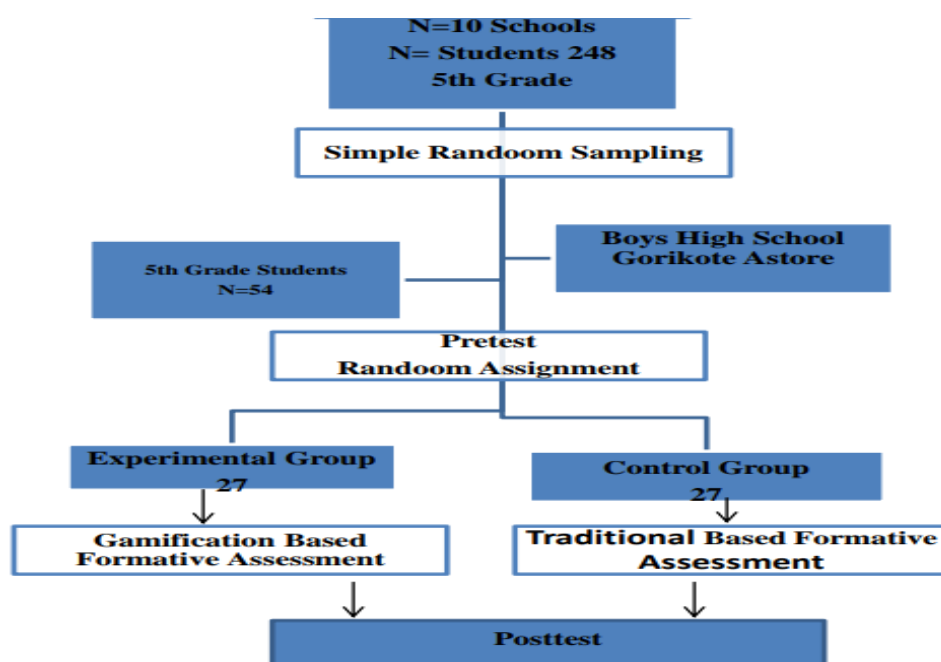 N=10 Schools
N= Students 248
5th Grade
Simple Randoom Sampling
Boys High School
Gorikote Astore
5th Grade Students
N=54
Pretest
Randoom Assignment
Experimental Group
27
Control Group
27
Gamification Based
Formative Assessment
Traditional Based Formative
Assessment
Posttest